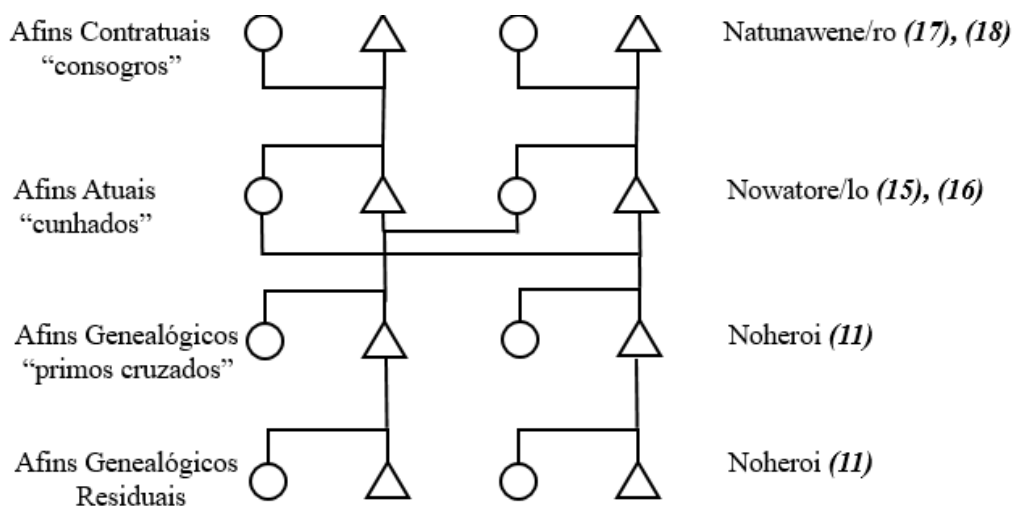 Afins Contratuais
“consogros”
Natunawene/ro (17), (18)
Afins Atuais
“cunhados”
Nowatore/lo (15), (16)
Afins Genealógicos
“primos cruzados”
Noheroi (11)
Afins Genealógicos
Residuais
Noheroi (11)